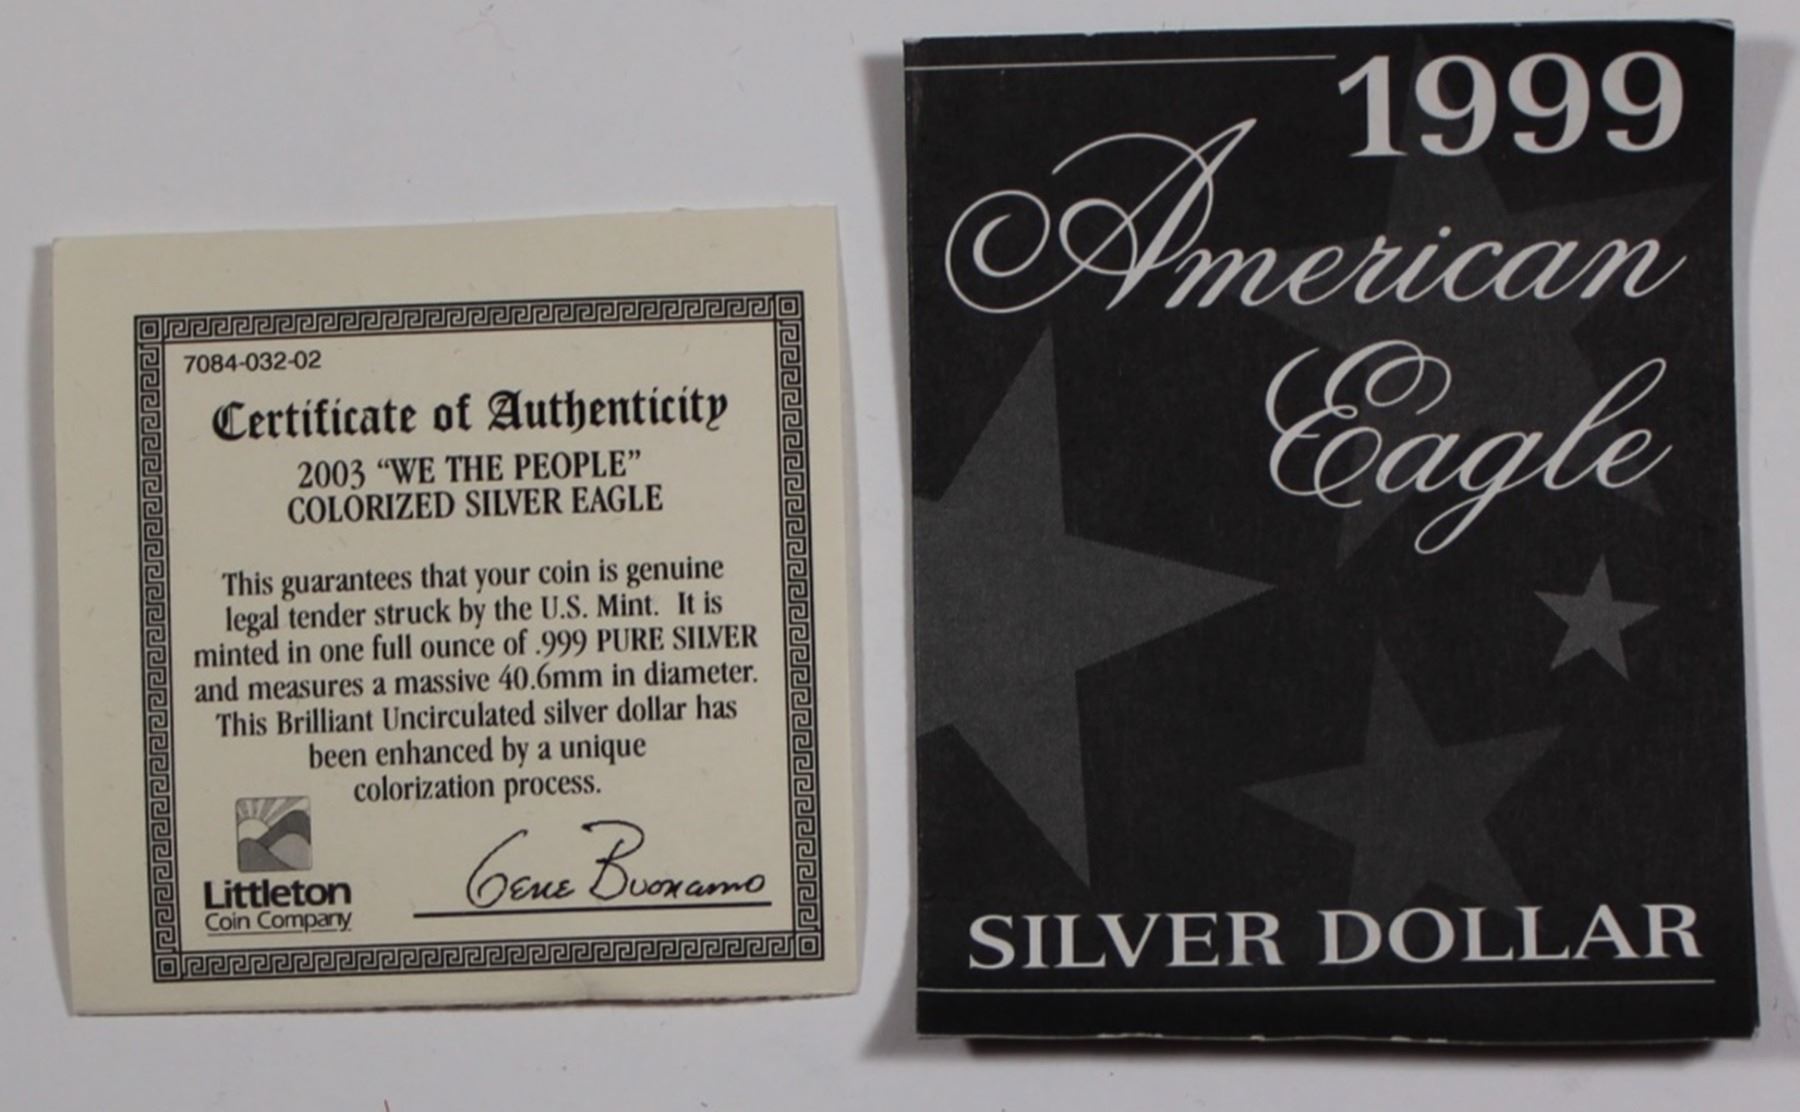 7084-032-02
Certificate of Authenticity
2003 “WE THE PEOPLE”
COLORIZED SILVER EAGLE
This guarantees that your coin is genuine
legal tender struck by the U.S. Mint. It is
minted in one full ounce of .999 PURE SILVER
and measures a massive 40.6mm in diameter.
This Brilliant Uncirculated silver dollar has
been enhanced by a unique
colorization process.
Gene Buonamo
Littleton
Coin Company
1999
American
Eagle
SILVER DOLLAR